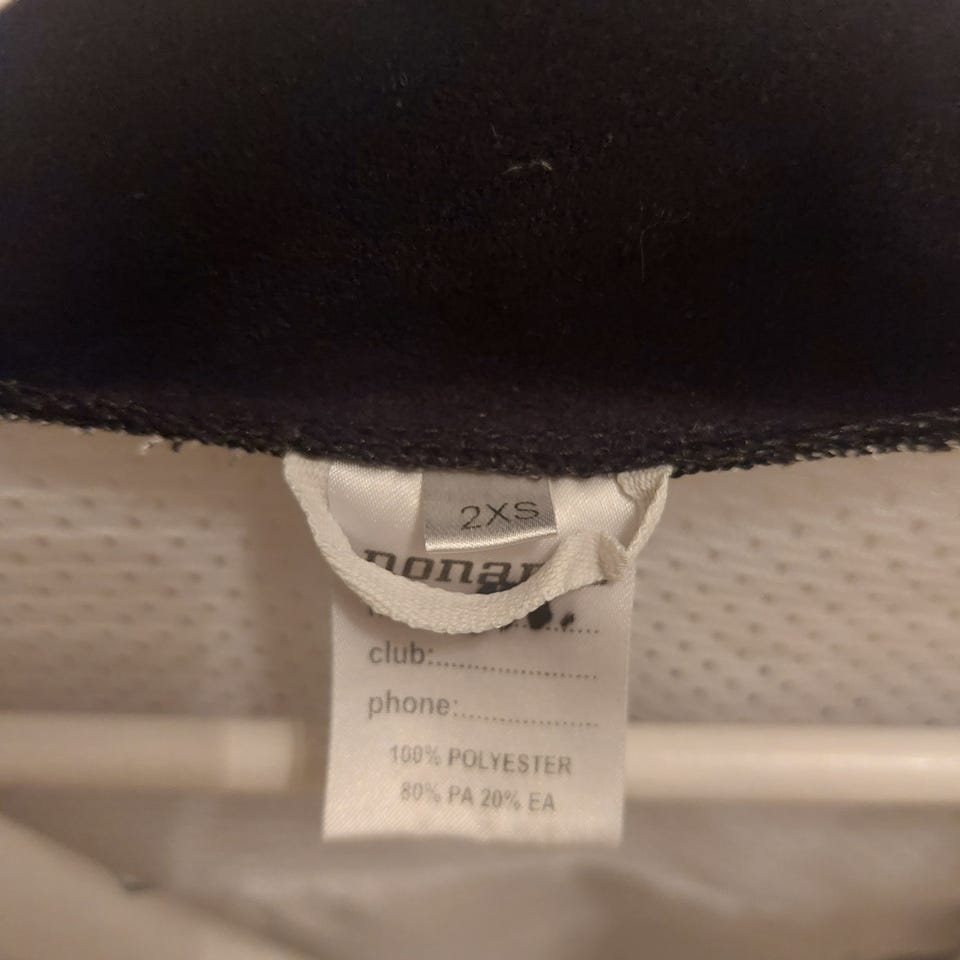 2XS
club:..............................
phone:.........................
100% POLYESTER
80% PA 20% EA